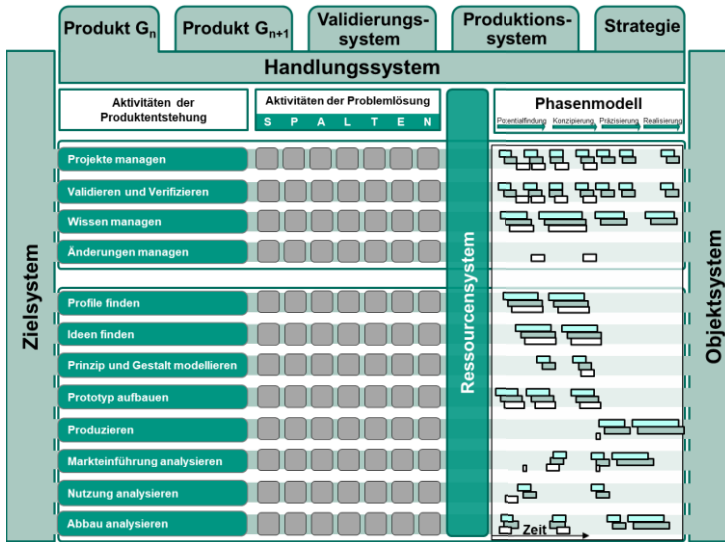 Produkt Gn
Produkt Gn+1
Validierungs-
system
Produktions-
system
Strategie
Handlungssystem
Zielsystem
Aktivitäten der
Produktentstehung
Aktivitäten der Problemlösung
S P A L T E N
Ressourcensystem
Phasenmodell
Potentialfindung Konzipierung Präzisierung Realisierung
Objektsystem
Projekte managen
Validieren und Verifizieren
Wissen managen
Änderungen managen
Profile finden
Ideen finden
Prinzip und Gestalt modellieren
Prototyp aufbauen
Produzieren
Markteinführung analysieren
Nutzung analysieren
Abbau analysieren
Zeit